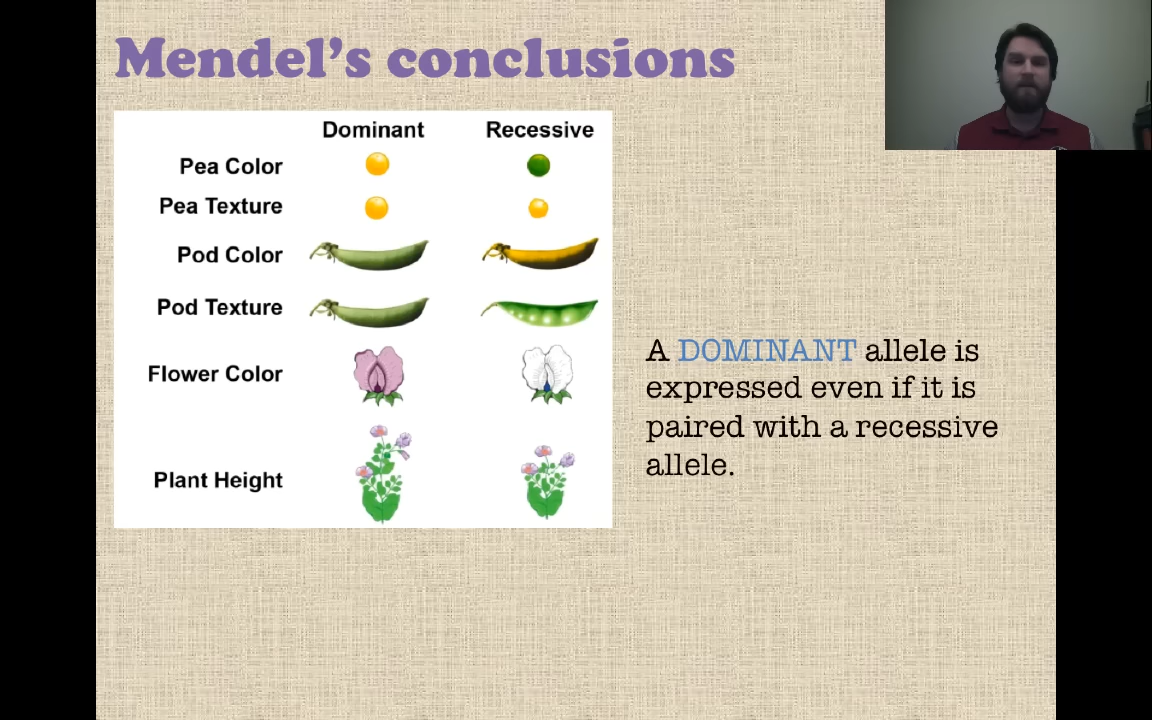 Mendel's conclusions
Dominant Recessive
Pea Color
Pea Texture
Pod Color
Pod Texture
Flower Color
Plant Height
A DOMINANT allele is
expressed even if it is
paired with a recessive
allele.